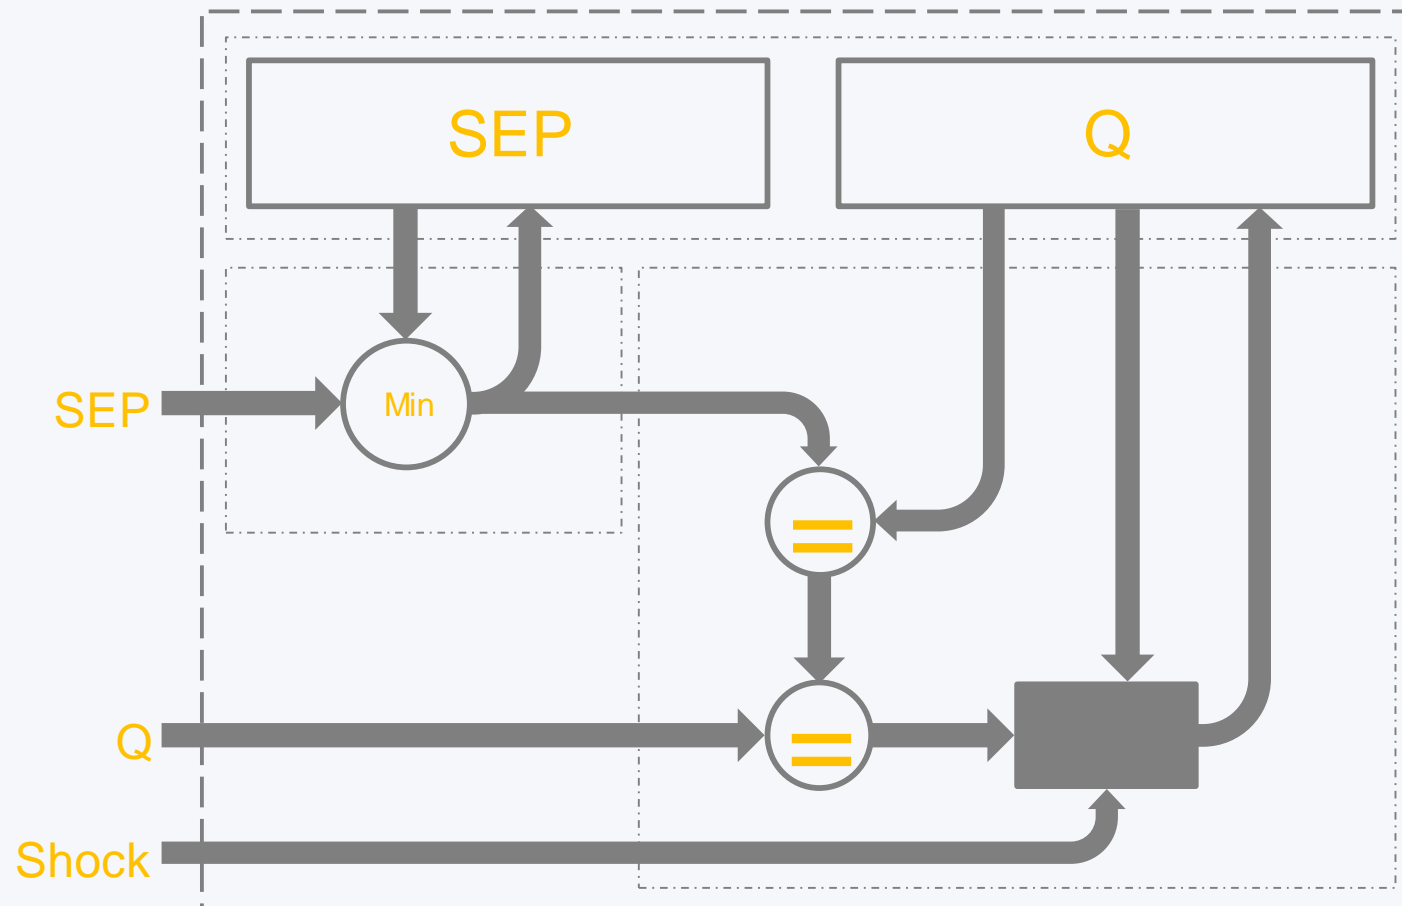 SEP
Q
SEP
Min
=
Q
=
Shock